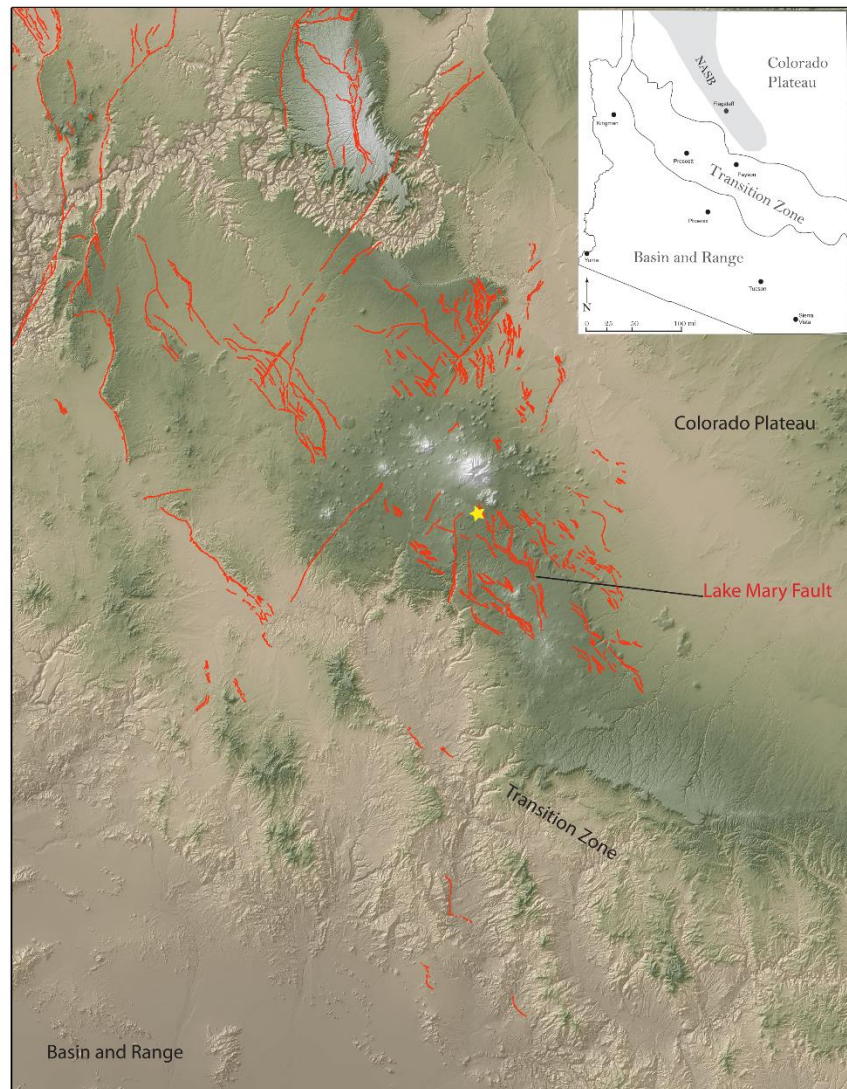 Colorado
Plateau
NASB
Flagstaff
Kingman
Prescott
Payson
Transition Zone
Phoenix
Basin and Range
Yuma
Tucson
N
Sierra
Vista
0 25 100 mi
Colorado Plateau
Lake Mary Fault
Transition Zone
Basin and Range